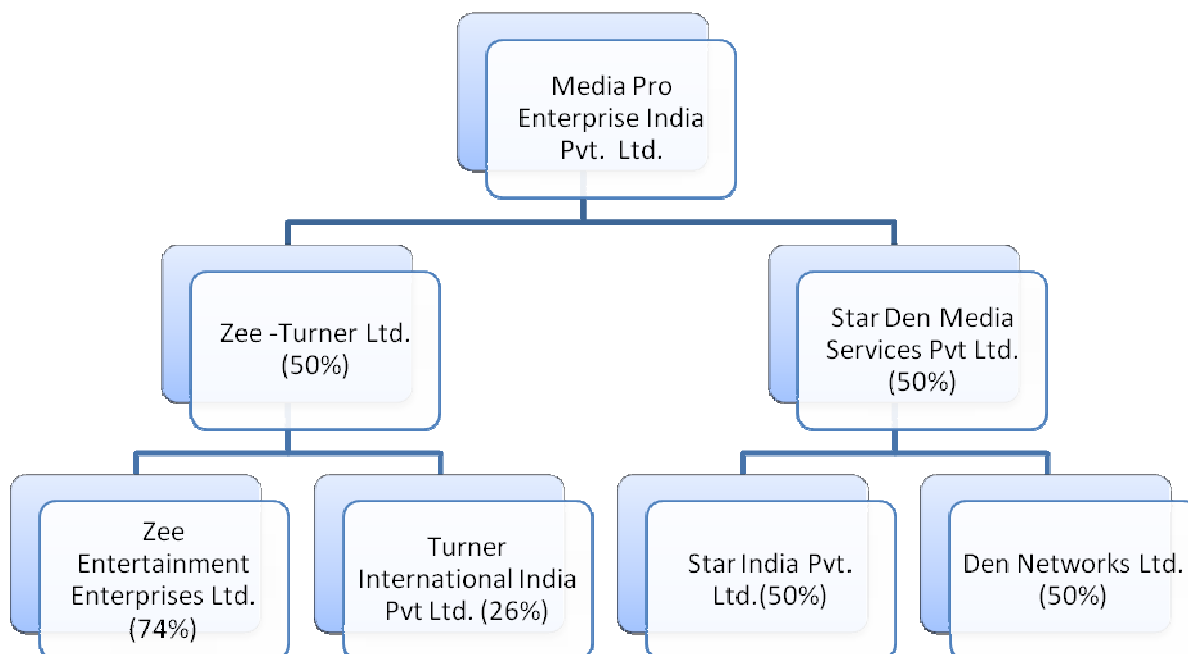 Media Pro
Enterprise India
Pvt.  Ltd.
Zee -Turner Ltd.
(50%)
Star Den Media
Services Pvt Ltd.
(50%)
Zee
Entertainment
Enterprises Ltd.
(74%)
Turner
International India
Pvt Ltd. (26%)
Star India Pvt.
Ltd.(50%)
Den Networks Ltd.
(50%)